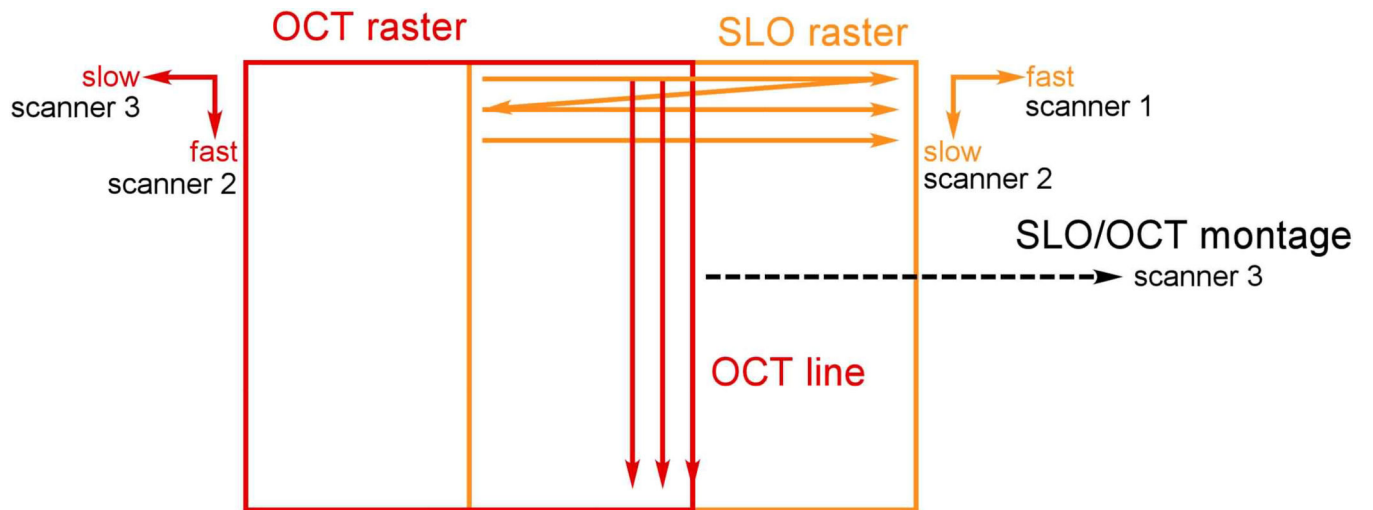 OCT raster
SLO raster
slow
scanner 3
fast
scanner 2
fast
scanner 1
slow
scanner 2
SLO/OCT montage
scanner 3
OCT line